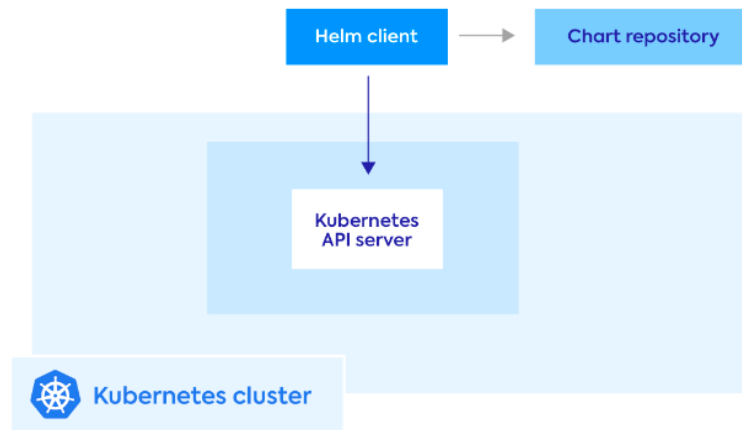 Helm client
Chart repository
Kubernetes
API server
Kubernetes cluster